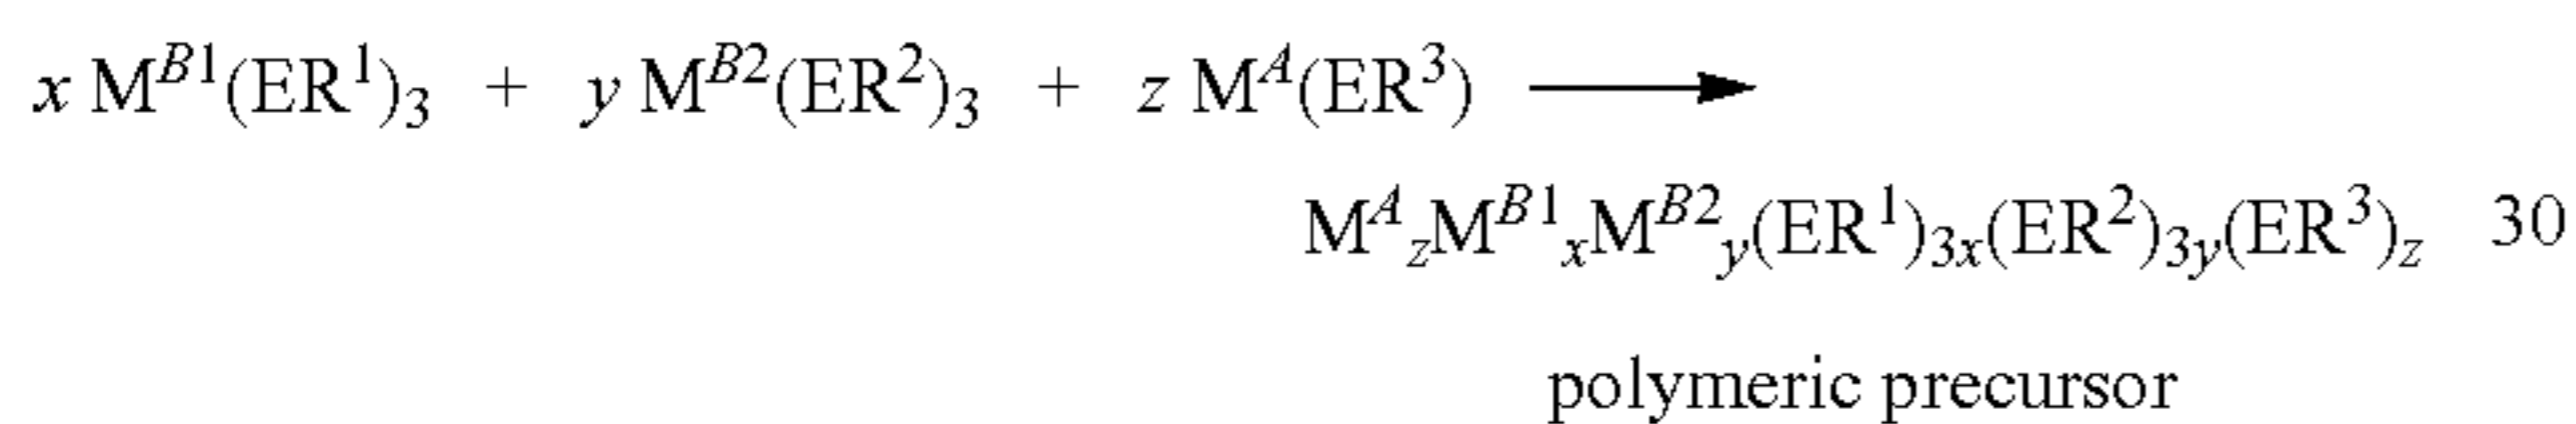 x M^{B1}(ER^1)_3 + y M^{B2}(ER^2)_3 + z M^A(ER^3) ⟶
M^A_zM^{B1}_xM^{B2}_y(ER^1)_{3x}(ER^2)_{3y}(ER^3)_z 30
polymeric precursor